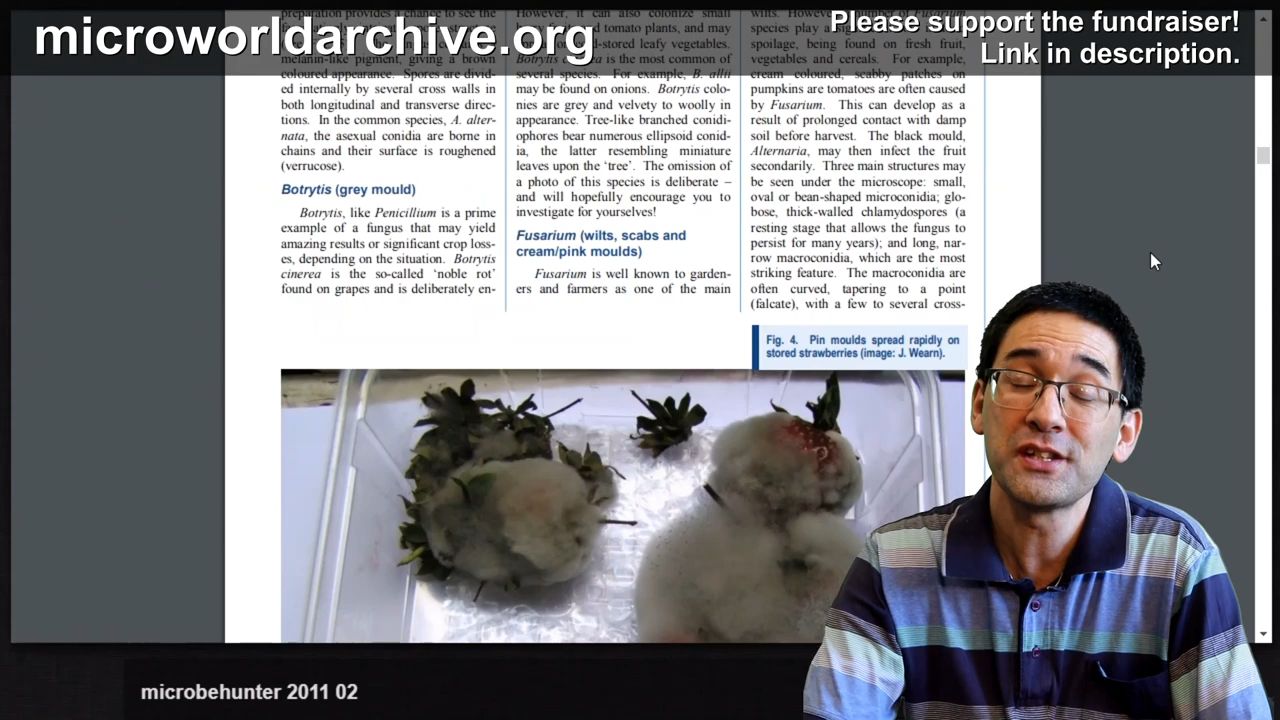 microworldarchive.org
Please support the fundraiser!
Link in description.
melanin-like pigment, giving a brown
coloured appearance. Spores are divid-
ed internally by several cross walls in
both longitudinal and transverse direc-
tions. In the common species, A. alter-
nata, the asexual conidia are borne in
chains and their surface is roughened
(verrucose).
Botrytis (grey mould)
Botrytis, like Penicillium is a prime
example of a fungus that may yield
amazing results or significant crop loss-
es, depending on the situation. Botrytis
cinerea is the so-called ‘noble rot’
found on grapes and is deliberately en-
However, it can also colonize small
tomato plants, and may
-stored leafy vegetables.
is the most common of
several species. For example, B. allii
may be found on onions. Botrytis colo-
nies are grey and velvety to woolly in
appearance. Tree-like branched conidi-
ophores bear numerous ellipsoid conid-
ia, the latter resembling miniature
leaves upon the ‘tree’. The omission of
a photo of this species is deliberate –
and will hopefully encourage you to
investigate for yourselves!
Fusarium (wilts, scabs and
cream/pink moulds)
Fusarium is well known to garden-
ers and farmers as one of the main
spoilage, being found on fresh fruit,
vegetables and cereals. For example,
cream coloured, scabby patches on
pumpkins are tomatoes are often caused
by Fusarium. This can develop as a
result of prolonged contact with damp
soil before harvest. The black mould,
Alternaria, may then infect the fruit
secondarily. Three main structures may
be seen under the microscope: small,
oval or bean-shaped microconidia; glo-
bose, thick-walled chlamydospores (a
resting stage that allows the fungus to
persist for many years); and long, nar-
row macroconidia, which are the most
striking feature. The macroconidia are
often curved, tapering to a point
(falcate), with a few to several cross-
Fig. 4. Pin moulds spread rapidly on
stored strawberries (image: J. Wearn).
microbehunter 2011 02